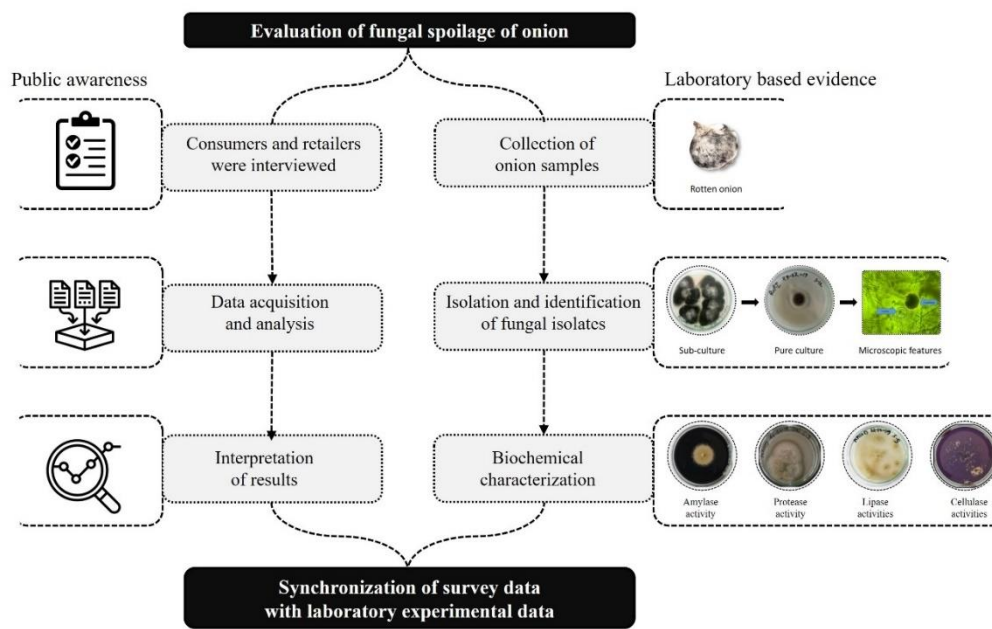 Evaluation of fungal spoilage of onion
Public awareness
Laboratory based evidence
Consumers and retailers
were interviewed
Collection of
onion samples
Rotten onion
Data acquisition
and analysis
Isolation and identification
of fungal isolates
Sub-culture
Pure culture
Microscopic features
Interpretation
of results
Biochemical
characterization
Amylase
activity
Protease
activity
Lipase
activities
Cellulase
activities
Synchronization of survey data
with laboratory experimental data